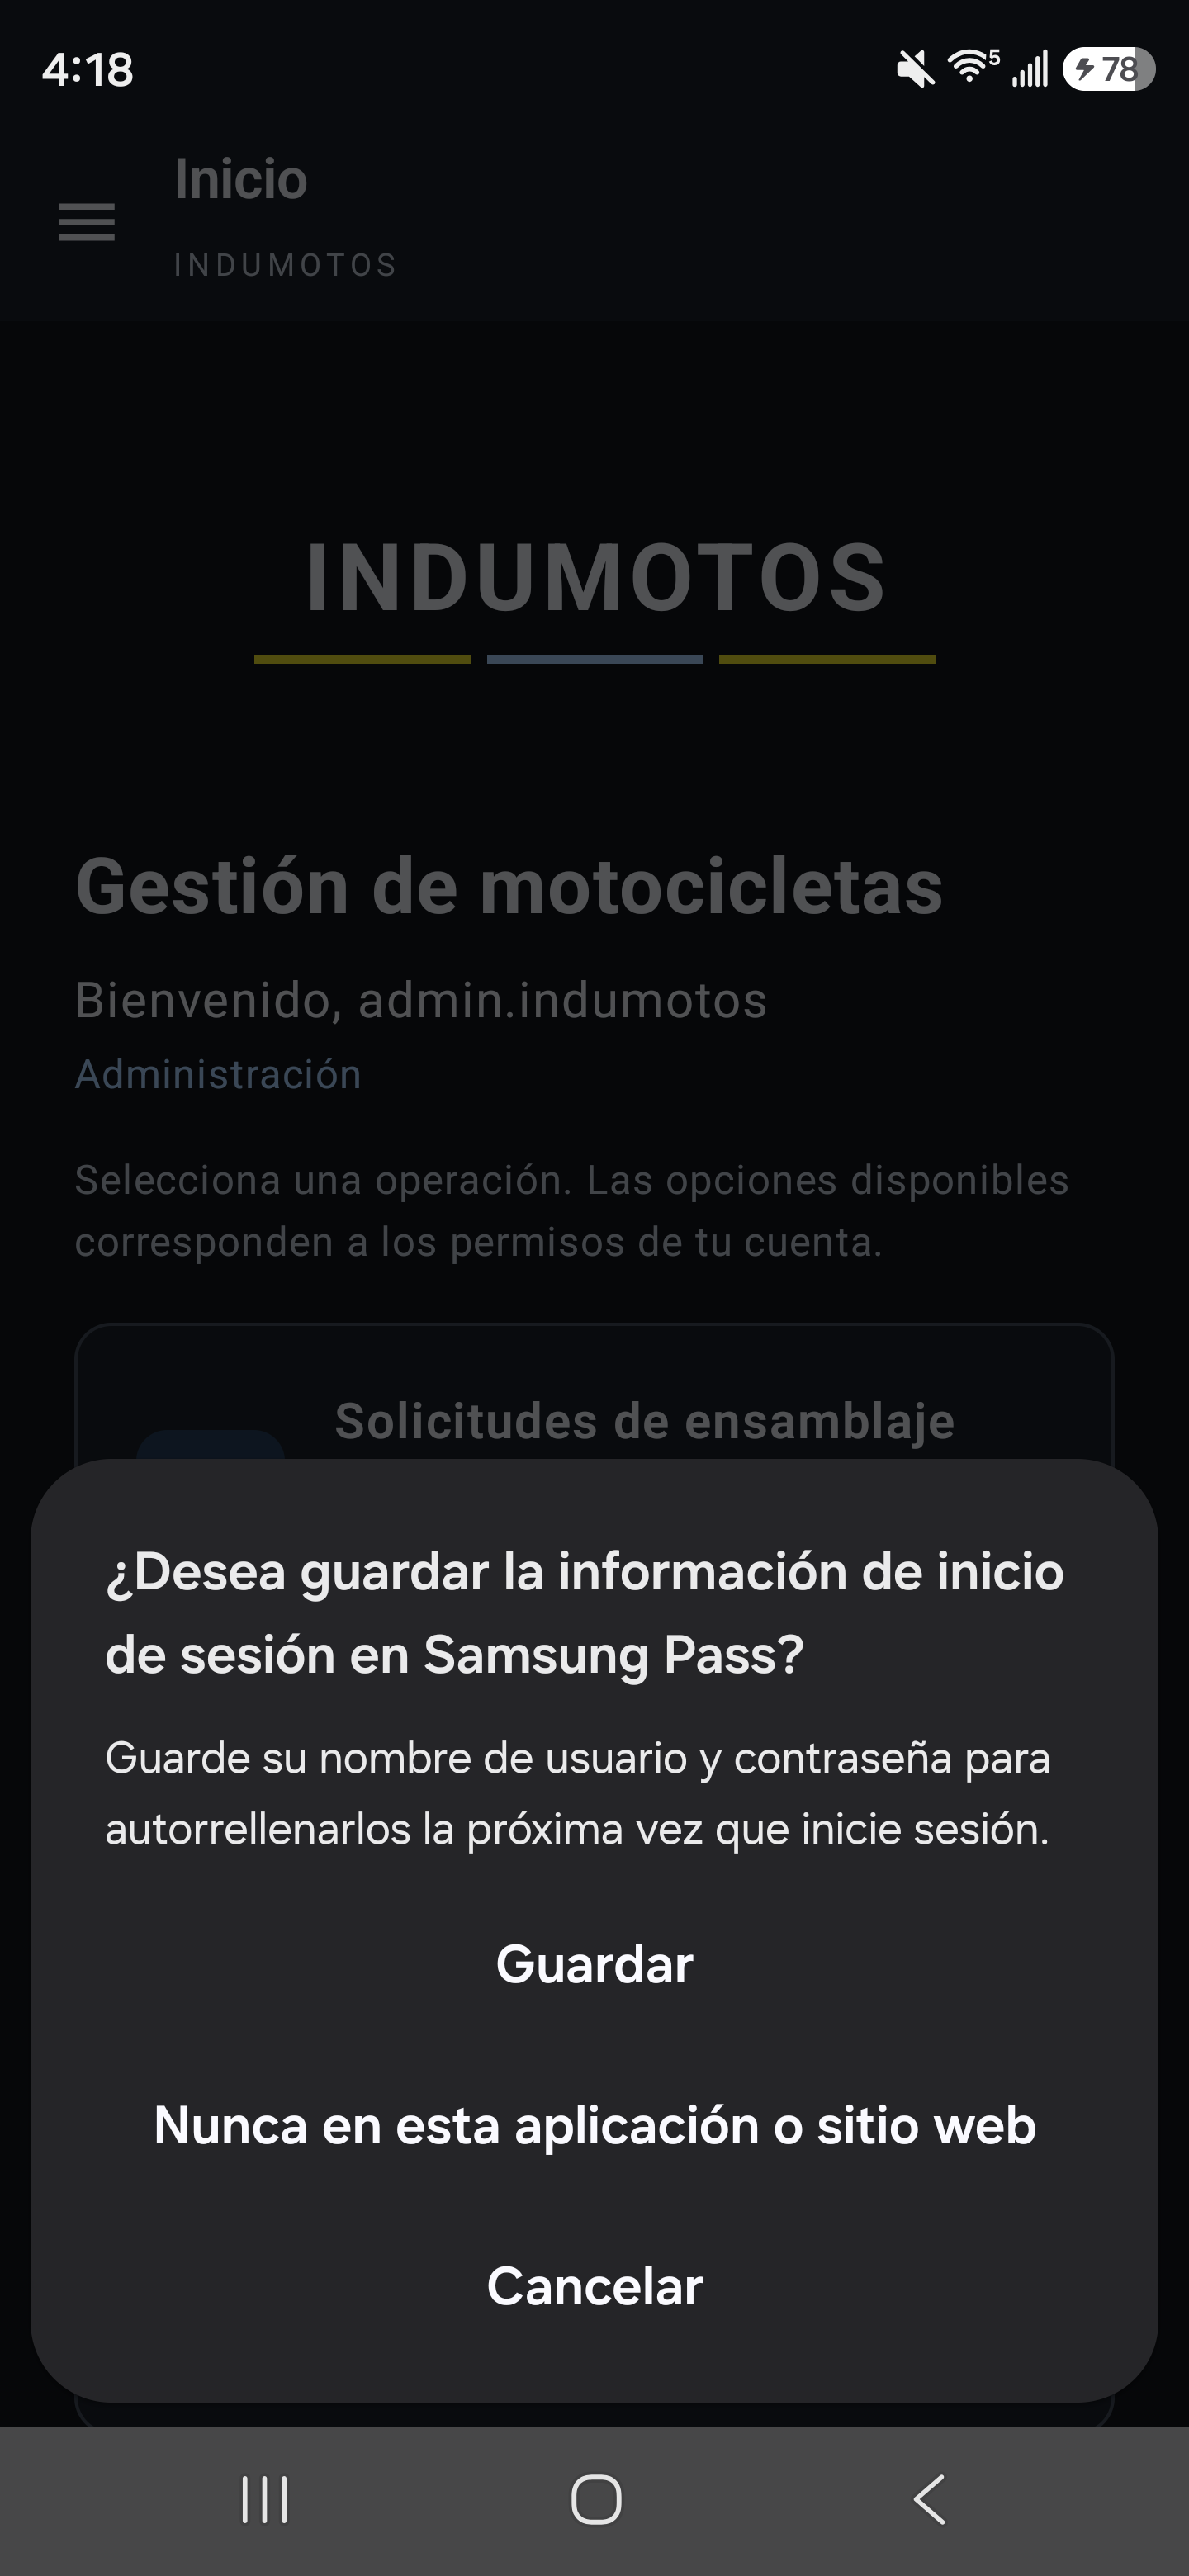 4:18
5
78
Inicio
INDUMOTOS
INDUMOTOS
Gestión de motocicletas
Bienvenido, admin.indumotos
Administración
Selecciona una operación. Las opciones disponibles
corresponden a los permisos de tu cuenta.
Solicitudes de ensamblaje
¿Desea guardar la información de inicio
de sesión en Samsung Pass?
Guarde su nombre de usuario y contraseña para
autorrellenarlos la próxima vez que inicie sesión.
Guardar
Nunca en esta aplicación o sitio web
Cancelar